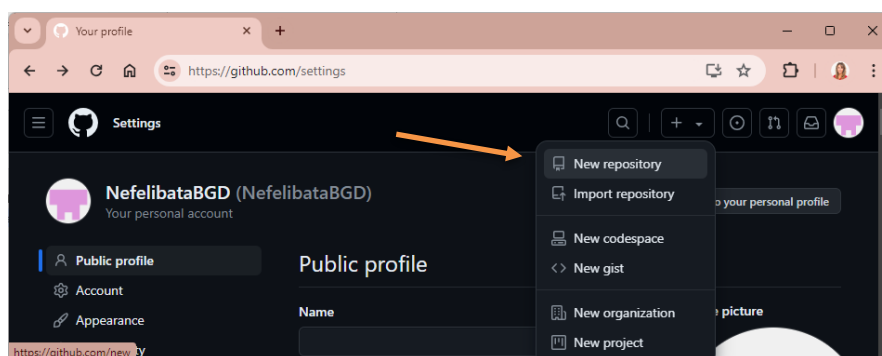 Your profile
https://github.com/settings
Settings
New repository
Import repository
NefelibataBGD (NefelibataBGD)
Your personal account
o your personal profile
New codespace
Public profile
Public profile
New gist
Account
Name
New organization
picture
Appearance
New project
https://github.com/new